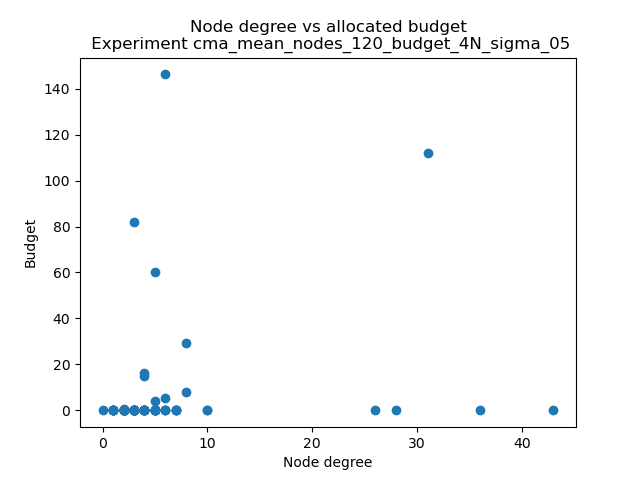 Node degree vs allocated budget
Experiment cma_mean_nodes_120_budget_4N_sigma_05
140
120
100
80
60
40
20
0
Budget
0 10 20 30 40
Node degree